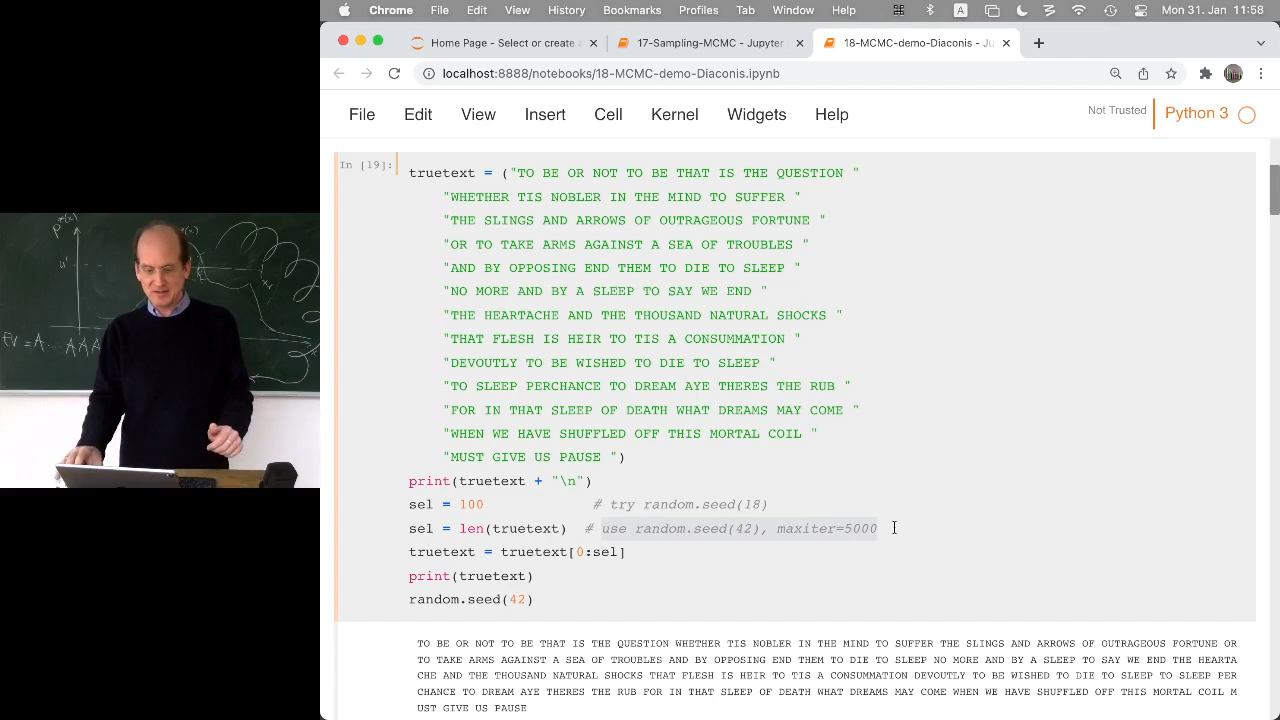 Chrome File Edit View History Bookmarks Profiles Tab Window Help A Mon 31. Jan 11:58
Home Page - Select or create 17-Sampling-MCMC - Jupyter 18-MCMC-demo-Diaconis - Ju
localhost:8888/notebooks/18-MCMC-demo-Diaconis.ipynb
File Edit View Insert Cell Kernel Widgets Help Not Trusted Python 3
In [19]:
truetext = ("TO BE OR NOT TO BE THAT IS THE QUESTION "
"WHETHER TIS NOBLER IN THE MIND TO SUFFER "
"THE SLINGS AND ARROWS OF OUTRAGEOUS FORTUNE "
"OR TO TAKE ARMS AGAINST A SEA OF TROUBLES "
"AND BY OPPOSING END THEM TO DIE TO SLEEP "
"NO MORE AND BY A SLEEP TO SAY WE END "
"THE HEARTACHE AND THE THOUSAND NATURAL SHOCKS "
"THAT FLESH IS HEIR TO TIS A CONSUMMATION "
"DEVOUTLY TO BE WISHED TO DIE TO SLEEP "
"TO SLEEP PERCHANCE TO DREAM AYE THERES THE RUB "
"FOR IN THAT SLEEP OF DEATH WHAT DREAMS MAY COME "
"WHEN WE HAVE SHUFFLED OFF THIS MORTAL COIL "
"MUST GIVE US PAUSE ")
print(truetext + "\n")
sel = 100 # try random.seed(18)
sel = len(truetext) # use random.seed(42), maxiter=5000
truetext = truetext[0:sel]
print(truetext)
random.seed(42)
TO BE OR NOT TO BE THAT IS THE QUESTION WHETHER TIS NOBLER IN THE MIND TO SUFFER THE SLINGS AND ARROWS OF OUTRAGEOUS FORTUNE OR
TO TAKE ARMS AGAINST A SEA OF TROUBLES AND BY OPPOSING END THEM TO DIE TO SLEEP NO MORE AND BY A SLEEP TO SAY WE END THE HEARTA
CHE AND THE THOUSAND NATURAL SHOCKS THAT FLESH IS HEIR TO TIS A CONSUMMATION DEVOUTLY TO BE WISHED TO DIE TO SLEEP TO SLEEP PER
CHANCE TO DREAM AYE THERES THE RUB FOR IN THAT SLEEP OF DEATH WHAT DREAMS MAY COME WHEN WE HAVE SHUFFLED OFF THIS MORTAL COIL M
UST GIVE US PAUSE